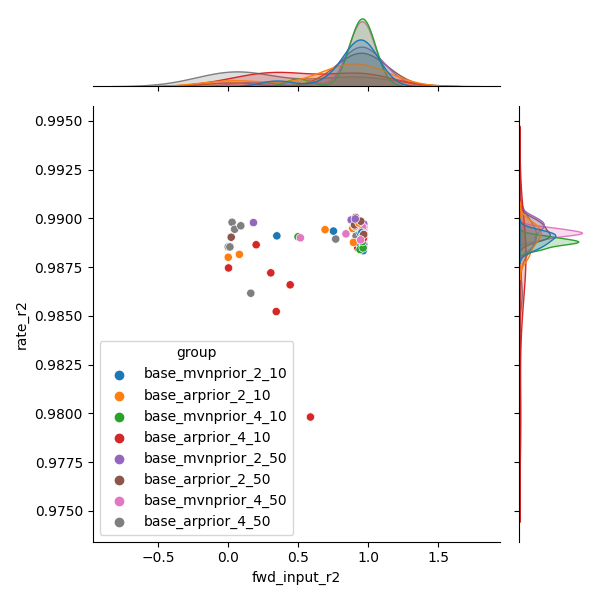 0.9950
0.9925
0.9900
0.9875
0.9850
0.9825
0.9800
0.9775
0.9750
rate_r2
group
base_mvnprior_2_10
base_arprior_2_10
base_mvnprior_4_10
base_arprior_4_10
base_mvnprior_2_50
base_arprior_2_50
base_mvnprior_4_50
base_arprior_4_50
−0.5 0.0 0.5 1.0 1.5
fwd_input_r2